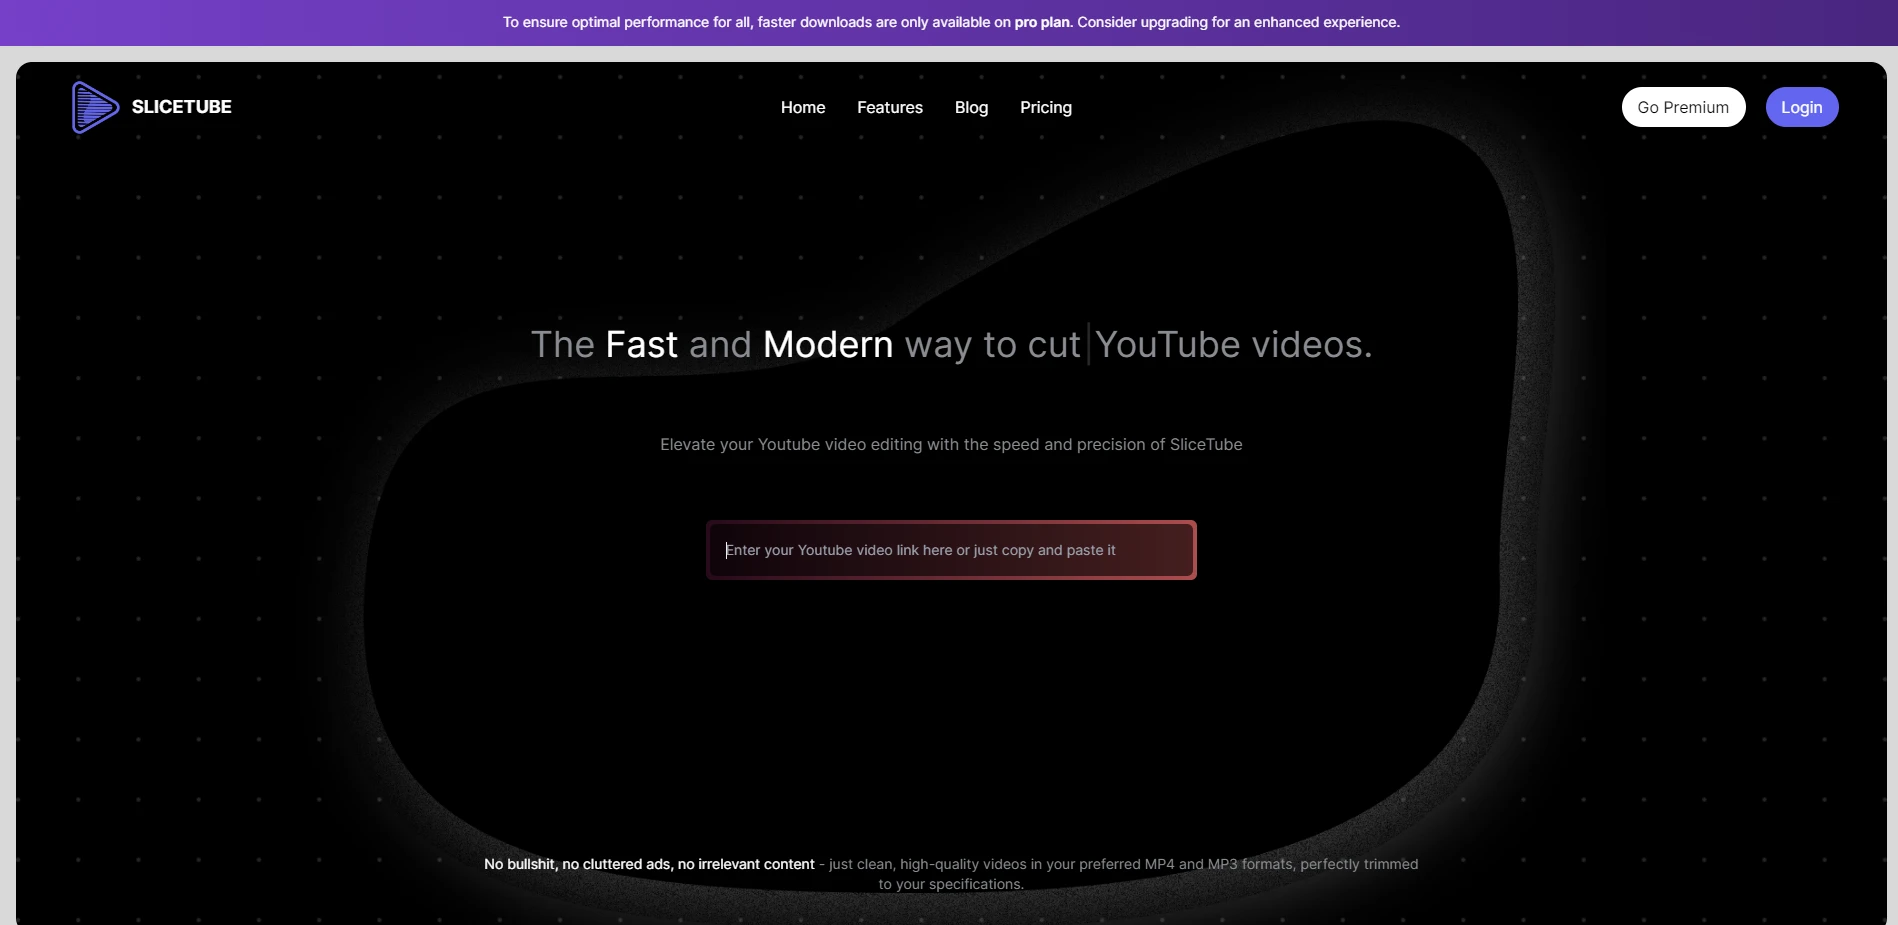 To ensure optimal performance for all, faster downloads are only available on pro plan. Consider upgrading for an enhanced experience.
SLICETUBE
Home Features Blog Pricing
Go Premium Login
The Fast and Modern way to cut YouTube videos.
Elevate your Youtube video editing with the speed and precision of SliceTube
Enter your Youtube video link here or just copy and paste it
No bullshit, no cluttered ads, no irrelevant content - just clean, high-quality videos in your preferred MP4 and MP3 formats, perfectly trimmed
to your specifications.